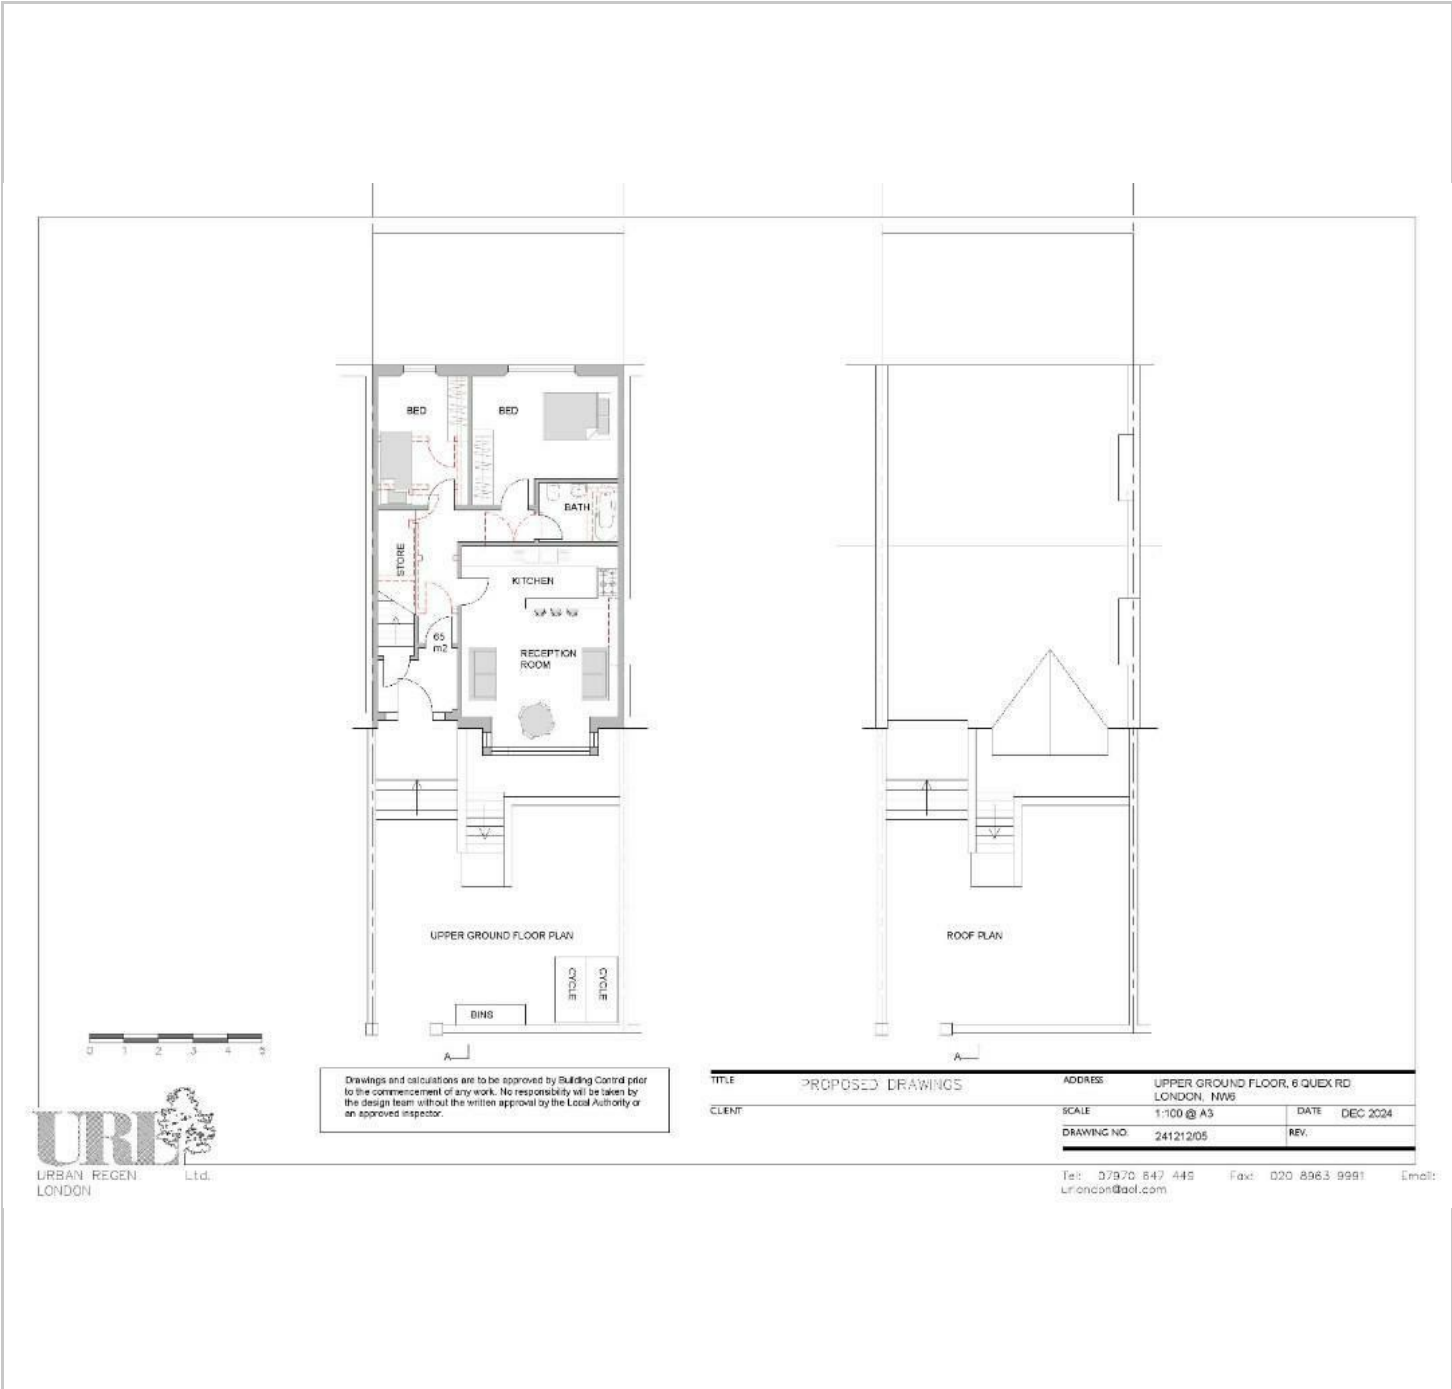 BED
BED
BATH
STORE
KITCHEN
65
m2
RECEPTION
ROOM
UPPER GROUND FLOOR PLAN
ROOF PLAN
CYCLE
CYCLE
BINS
0 1 2 3 4 5
A
A
Drawings and calculations are to be approved by Building Control prior
to the commencement of any work. No responsibility will be taken by
the design team without the written approval by the Local Authority or
an approved inspector.
TITLE
PROPOSED DRAWINGS
ADDRESS
UPPER GROUND FLOOR, 6 QUEX RD
LONDON, NW6
CLIENT
SCALE
1:100 @ A3
DATE
DEC 2024
DRAWING NO.
241212/05
REV.
URL
URBAN REGEN Ltd.
LONDON
Tel: 07970 647 449 Fax: 020 8963 9991 Email:
urlondon@aol.com